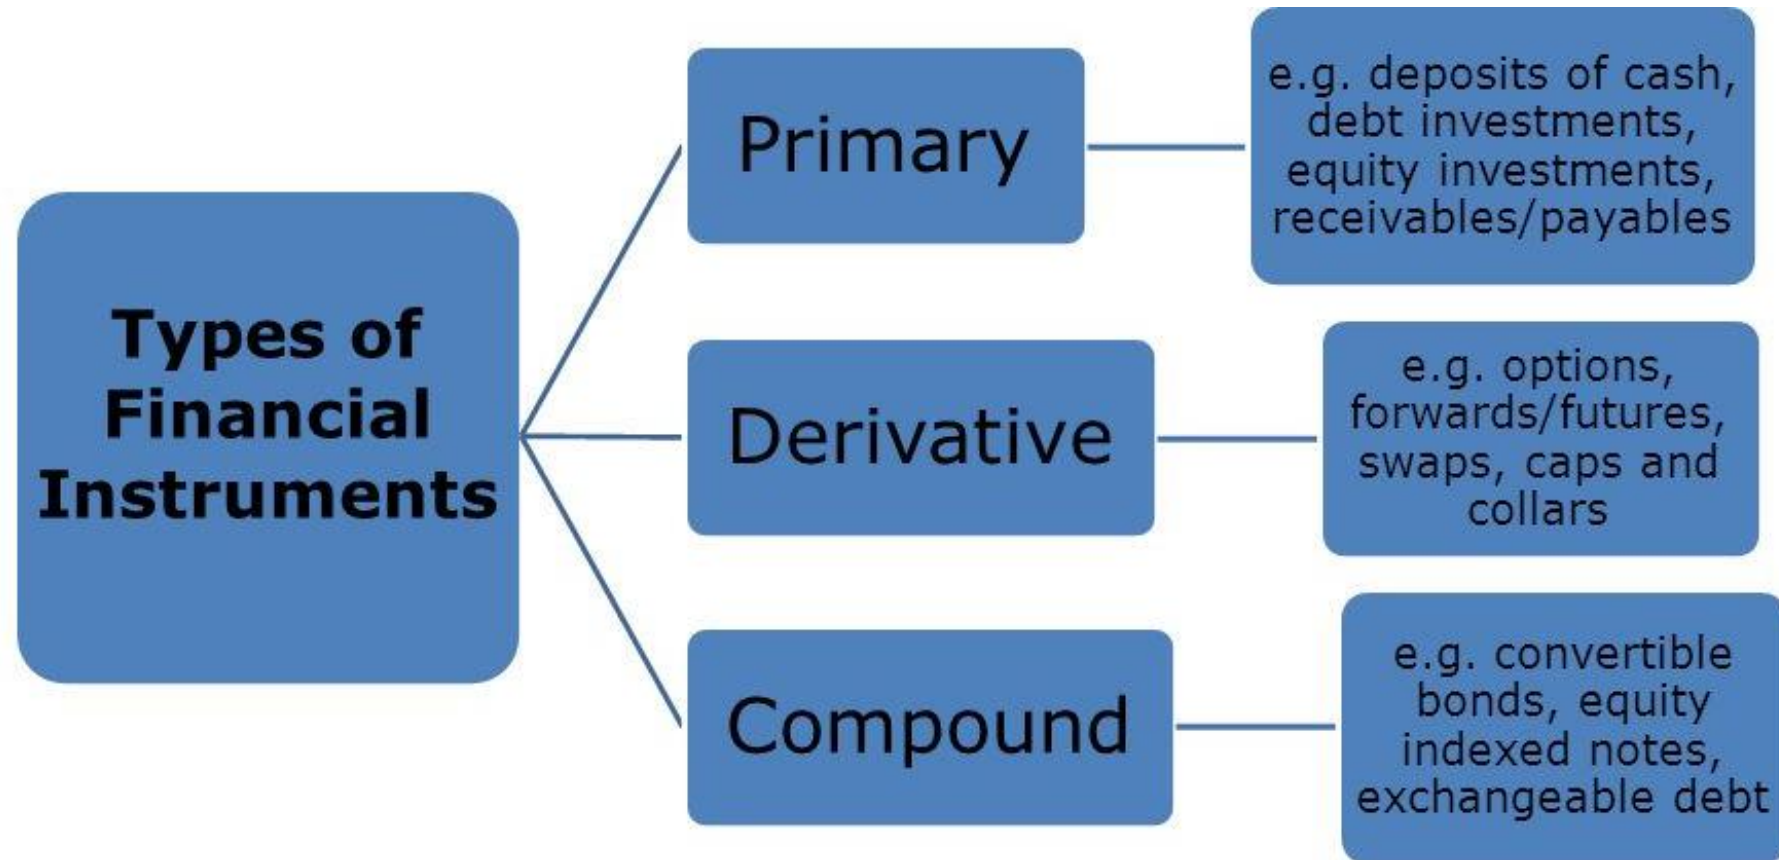 Types of
Financial
Instruments
Primary
e.g. deposits of cash,
debt investments,
equity investments,
receivables/payables
Derivative
e.g. options,
forwards/futures,
swaps, caps and
collars
Compound
e.g. convertible
bonds, equity
indexed notes,
exchangeable debt